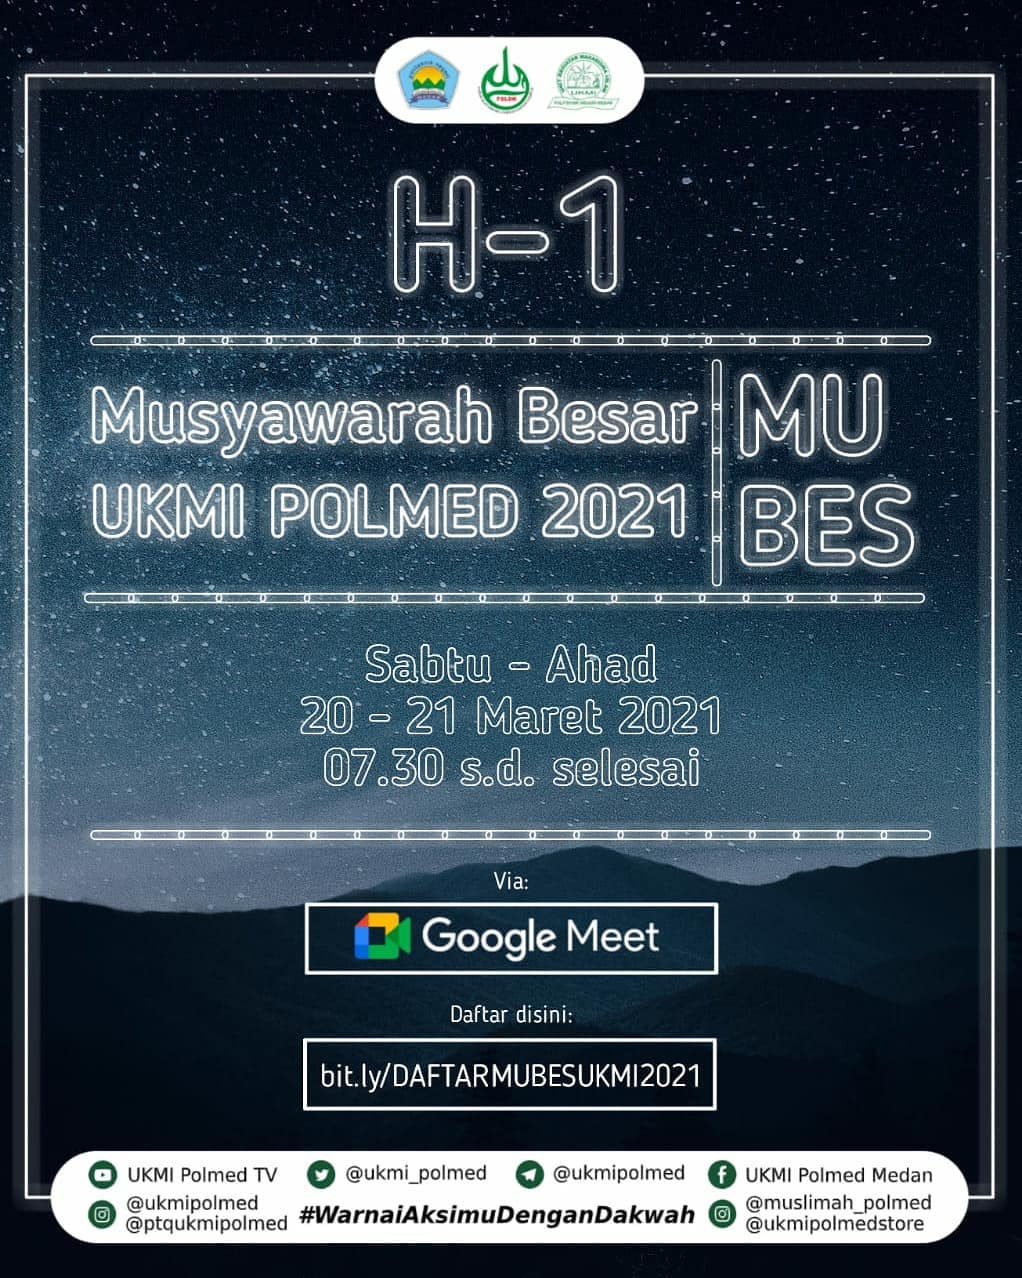 H-1
Musyawarah Besar
UKMI POLMED 2021
MU
BES
Sabtu - Ahad
20 - 21 Maret 2021
07.30 s.d. selesai
Via:
Google Meet
Daftar disini:
bit.ly/DAFTARMUBESUKMI2021
UKMI Polmed TV
@ukmi_polmed
@ukmipolmed
UKMI Polmed Medan
@ukmipolmed
@ptqukmipolmed
#WarnaiAksimuDenganDakwah
@muslimah_polmed
@ukmipolmedstore